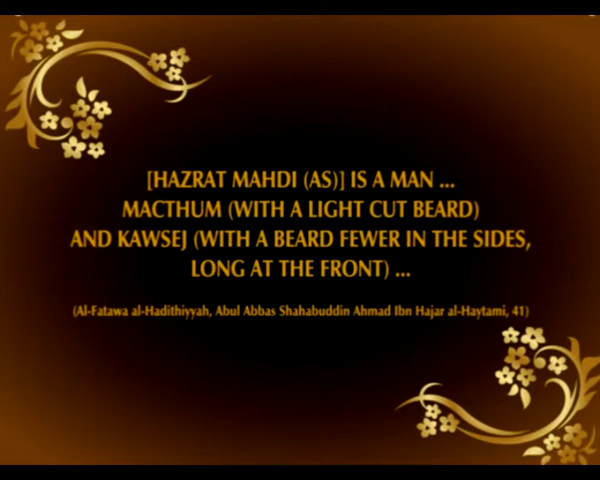 [HAZRAT MAHDI (AS)] IS A MAN ...
MACTHUM (WITH A LIGHT CUT BEARD)
AND KAWSEJ (WITH A BEARD FEWER IN THE SIDES,
LONG AT THE FRONT) ...
(Al-Fatawa al-Hadithiyyah, Abul Abbas Shahabuddin Ahmad Ibn Hajar al-Haytami, 41)